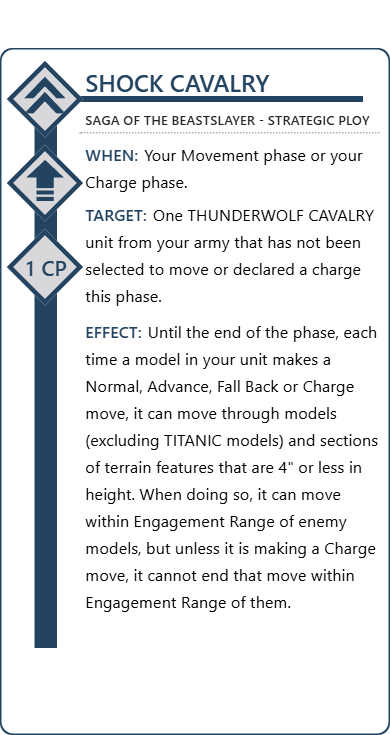 SHOCK CAVALRY
SAGA OF THE BEASTSLAYER - STRATEGIC PLOY
WHEN: Your Movement phase or your
Charge phase.
TARGET: One THUNDERWOLF CAVALRY
unit from your army that has not been
selected to move or declared a charge
this phase.
1 CP
EFFECT: Until the end of the phase, each
time a model in your unit makes a
Normal, Advance, Fall Back or Charge
move, it can move through models
(excluding TITANIC models) and sections
of terrain features that are 4" or less in
height. When doing so, it can move
within Engagement Range of enemy
models, but unless it is making a Charge
move, it cannot end that move within
Engagement Range of them.